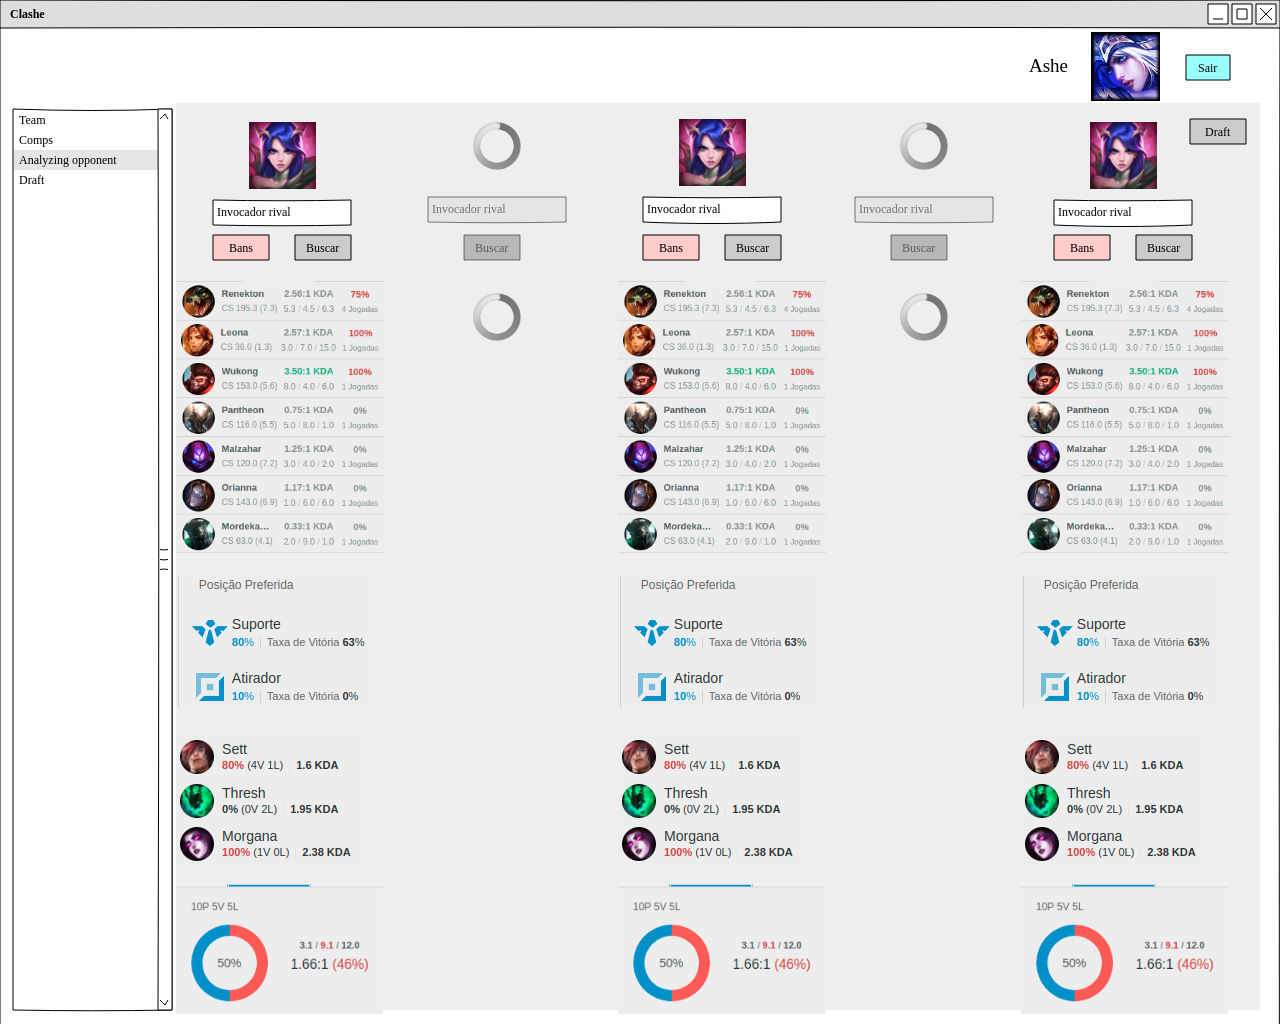 Clashe
Ashe
Sair
Team
Comps
Analyzing opponent
Draft
Draft
Invocador rival
Bans
Buscar
Renekton 2.56:1 KDA 75%
CS 195.3 (7.3) 5.3 / 4.5 / 6.3 4 Jogadas
Leona 2.57:1 KDA 100%
CS 36.0 (1.3) 3.0 / 7.0 / 15.0 1 Jogadas
Wukong 3.50:1 KDA 100%
CS 153.0 (5.6) 8.0 / 4.0 / 6.0 1 Jogadas
Pantheon 0.75:1 KDA 0%
CS 116.0 (5.5) 5.0 / 8.0 / 1.0 1 Jogadas
Malzahar 1.25:1 KDA 0%
CS 120.0 (7.2) 3.0 / 4.0 / 2.0 1 Jogadas
Orianna 1.17:1 KDA 0%
CS 143.0 (6.9) 1.0 / 6.0 / 6.0 1 Jogadas
Mordeka... 0.33:1 KDA 0%
CS 63.0 (4.1) 2.0 / 9.0 / 1.0 1 Jogadas
Posição Preferida
Suporte
80% | Taxa de Vitória 63%
Atirador
10% | Taxa de Vitória 0%
Sett
80% (4V 1L) | 1.6 KDA
Thresh
0% (0V 2L) | 1.95 KDA
Morgana
100% (1V 0L) | 2.38 KDA
10P 5V 5L
50%
3.1 / 9.1 / 12.0
1.66:1 (46%)
Invocador rival
Buscar
Invocador rival
Bans
Buscar
Renekton 2.56:1 KDA 75%
CS 195.3 (7.3) 5.3 / 4.5 / 6.3 4 Jogadas
Leona 2.57:1 KDA 100%
CS 36.0 (1.3) 3.0 / 7.0 / 15.0 1 Jogadas
Wukong 3.50:1 KDA 100%
CS 153.0 (5.6) 8.0 / 4.0 / 6.0 1 Jogadas
Pantheon 0.75:1 KDA 0%
CS 116.0 (5.5) 5.0 / 8.0 / 1.0 1 Jogadas
Malzahar 1.25:1 KDA 0%
CS 120.0 (7.2) 3.0 / 4.0 / 2.0 1 Jogadas
Orianna 1.17:1 KDA 0%
CS 143.0 (6.9) 1.0 / 6.0 / 6.0 1 Jogadas
Mordeka... 0.33:1 KDA 0%
CS 63.0 (4.1) 2.0 / 9.0 / 1.0 1 Jogadas
Posição Preferida
Suporte
80% | Taxa de Vitória 63%
Atirador
10% | Taxa de Vitória 0%
Sett
80% (4V 1L) | 1.6 KDA
Thresh
0% (0V 2L) | 1.95 KDA
Morgana
100% (1V 0L) | 2.38 KDA
10P 5V 5L
50%
3.1 / 9.1 / 12.0
1.66:1 (46%)
Invocador rival
Buscar
Invocador rival
Bans
Buscar
Renekton 2.56:1 KDA 75%
CS 195.3 (7.3) 5.3 / 4.5 / 6.3 4 Jogadas
Leona 2.57:1 KDA 100%
CS 36.0 (1.3) 3.0 / 7.0 / 15.0 1 Jogadas
Wukong 3.50:1 KDA 100%
CS 153.0 (5.6) 8.0 / 4.0 / 6.0 1 Jogadas
Pantheon 0.75:1 KDA 0%
CS 116.0 (5.5) 5.0 / 8.0 / 1.0 1 Jogadas
Malzahar 1.25:1 KDA 0%
CS 120.0 (7.2) 3.0 / 4.0 / 2.0 1 Jogadas
Orianna 1.17:1 KDA 0%
CS 143.0 (6.9) 1.0 / 6.0 / 6.0 1 Jogadas
Mordeka... 0.33:1 KDA 0%
CS 63.0 (4.1) 2.0 / 9.0 / 1.0 1 Jogadas
Posição Preferida
Suporte
80% | Taxa de Vitória 63%
Atirador
10% | Taxa de Vitória 0%
Sett
80% (4V 1L) | 1.6 KDA
Thresh
0% (0V 2L) | 1.95 KDA
Morgana
100% (1V 0L) | 2.38 KDA
10P 5V 5L
50%
3.1 / 9.1 / 12.0
1.66:1 (46%)